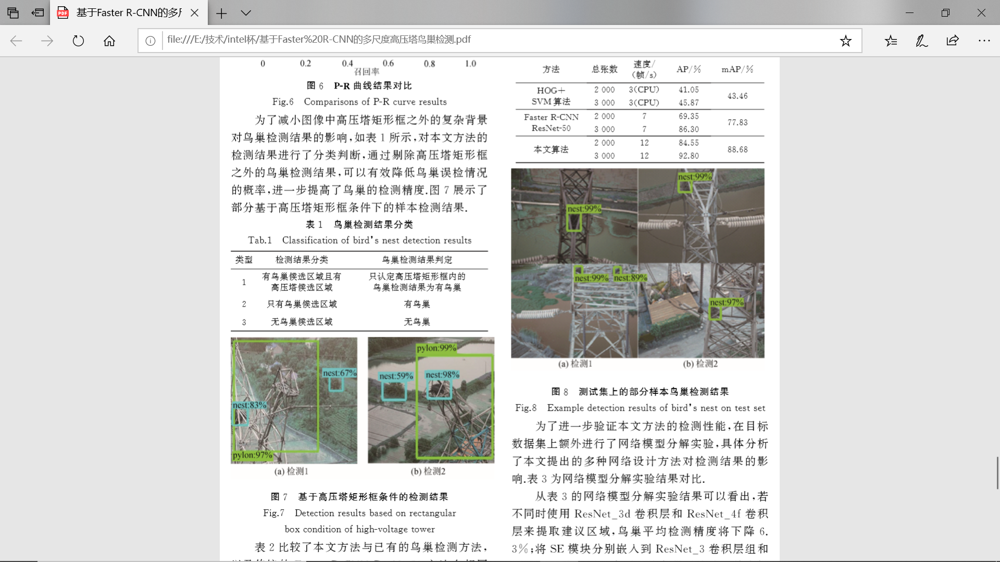 基于Faster R-CNN的多
file:///E:/技术/intel杯/基于Faster%20R-CNN的多尺度高压塔鸟巢检测.pdf
0 0.2 0.4 0.6 0.8 1.0
召回率
图 6 P-R 曲线结果对比
Fig.6 Comparisons of P-R curve results
为了减小图像中高压塔矩形框之外的复杂背景
对鸟巢检测结果的影响,如表 1 所示,对本文方法的
检测结果进行了分类判断,通过剔除高压塔矩形框
之外的鸟巢检测结果,可以有效降低鸟巢误检情况
的概率,进一步提高了鸟巢的检测精度.图 7 展示了
部分基于高压塔矩形框条件下的样本检测结果.
表 1 鸟巢检测结果分类
Tab.1 Classification of bird's nest detection results
类型 检测结果分类 鸟巢检测结果判定
1 有鸟巢候选区域且有 只认定高压塔矩形框内的
高压塔候选区域 鸟巢检测结果为有鸟巢
2 只有鸟巢候选区域 有鸟巢
3 无鸟巢候选区域 无鸟巢
nest:67%
nest:83%
pylon:97%
pylon:99%
nest:59% nest:98%
(a) 检测1 (b) 检测2
图 7 基于高压塔矩形框条件的检测结果
Fig.7 Detection results based on rectangular
box condition of high-voltage tower
表 2 比较了本文方法与已有的鸟巢检测方法,
方法 总张数 速度/(帧/s) AP/% mAP/%
HOG+ 2 000 3(CPU) 41.05 43.46
SVM 算法 3 000 3(CPU) 45.87
Faster R-CNN 2 000 7 69.35 77.83
ResNet-50 3 000 7 86.30
本文算法 2 000 12 84.55 88.68
3 000 12 92.80
nest:99%
nest:99%
nest:99% nest:89%
nest:97%
(a) 检测1 (b) 检测2
图 8 测试集上的部分样本鸟巢检测结果
Fig.8 Example detection results of bird's nest on test set
为了进一步验证本文方法的检测性能,在目标
数据集上额外进行了网络模型分解实验,具体分析
了本文提出的多种网络设计方法对检测结果的影
响.表 3 为网络模型分解实验结果对比.
从表 3 的网络模型分解实验结果可以看出,若
不同时使用 ResNet_3d 卷积层和 ResNet_4f 卷积
层来提取建议区域,鸟巢平均检测精度将下降 6.
3%;将 SE 模块分别嵌入到 ResNet_3 卷积层组和